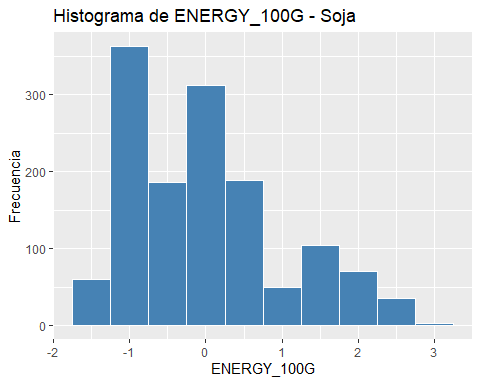 Histograma de ENERGY_100G - Soja
Frecuencia
300
200
100
0
-2 -1 0 1 2 3
ENERGY_100G